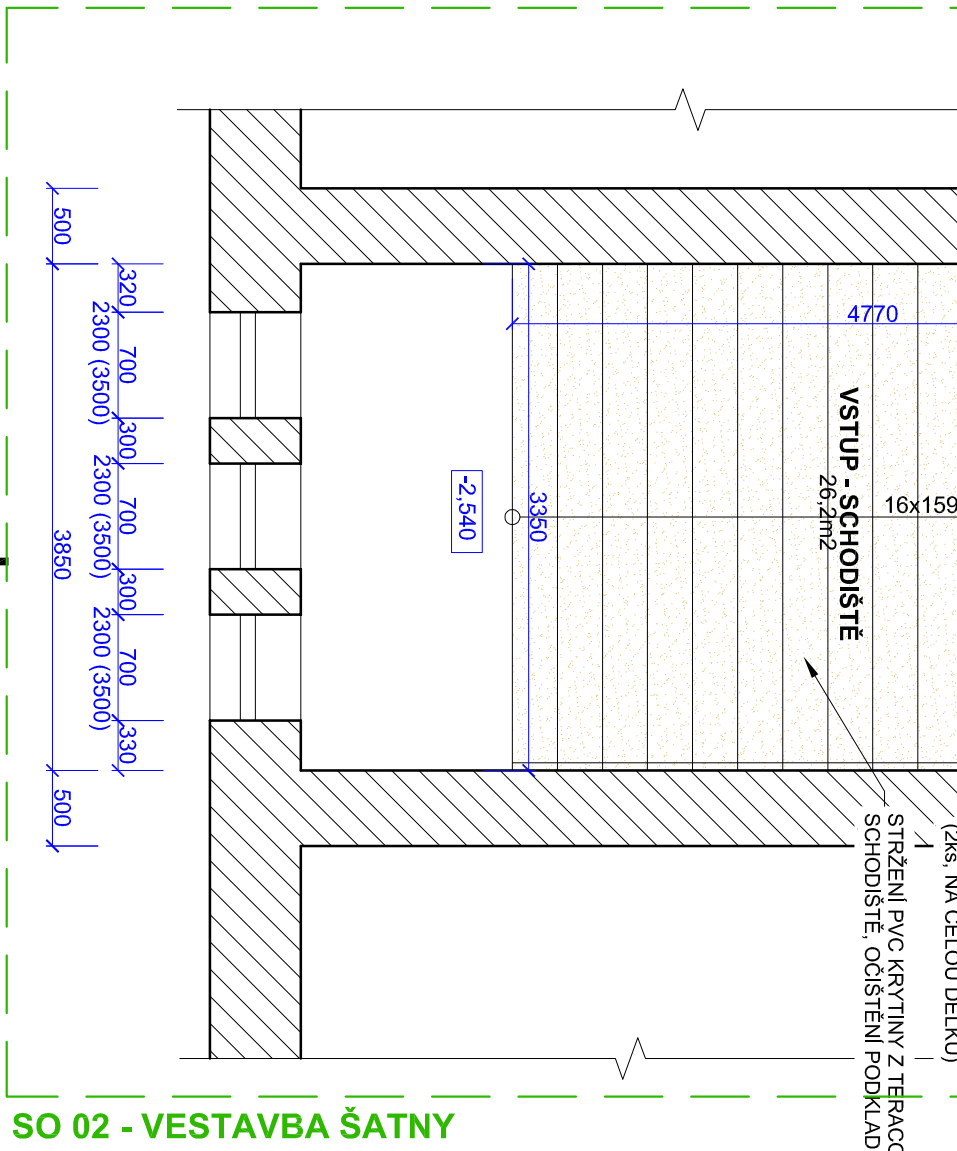 500
320
700
2300 (3500)
300
700
2300 (3500)
300
700
2300 (3500)
330
3850
500
4770
3350
-2,540
VSTUP - SCHODIŠTĚ
26,2m2
16x159
(2ks, NA CELOU DÉLKU)
STRŽENÍ PVC KRYTINY Z TERACO
SCHODIŠTĚ, OČIŠTĚNÍ PODKLAD
SO 02 - VESTAVBA ŠATNY